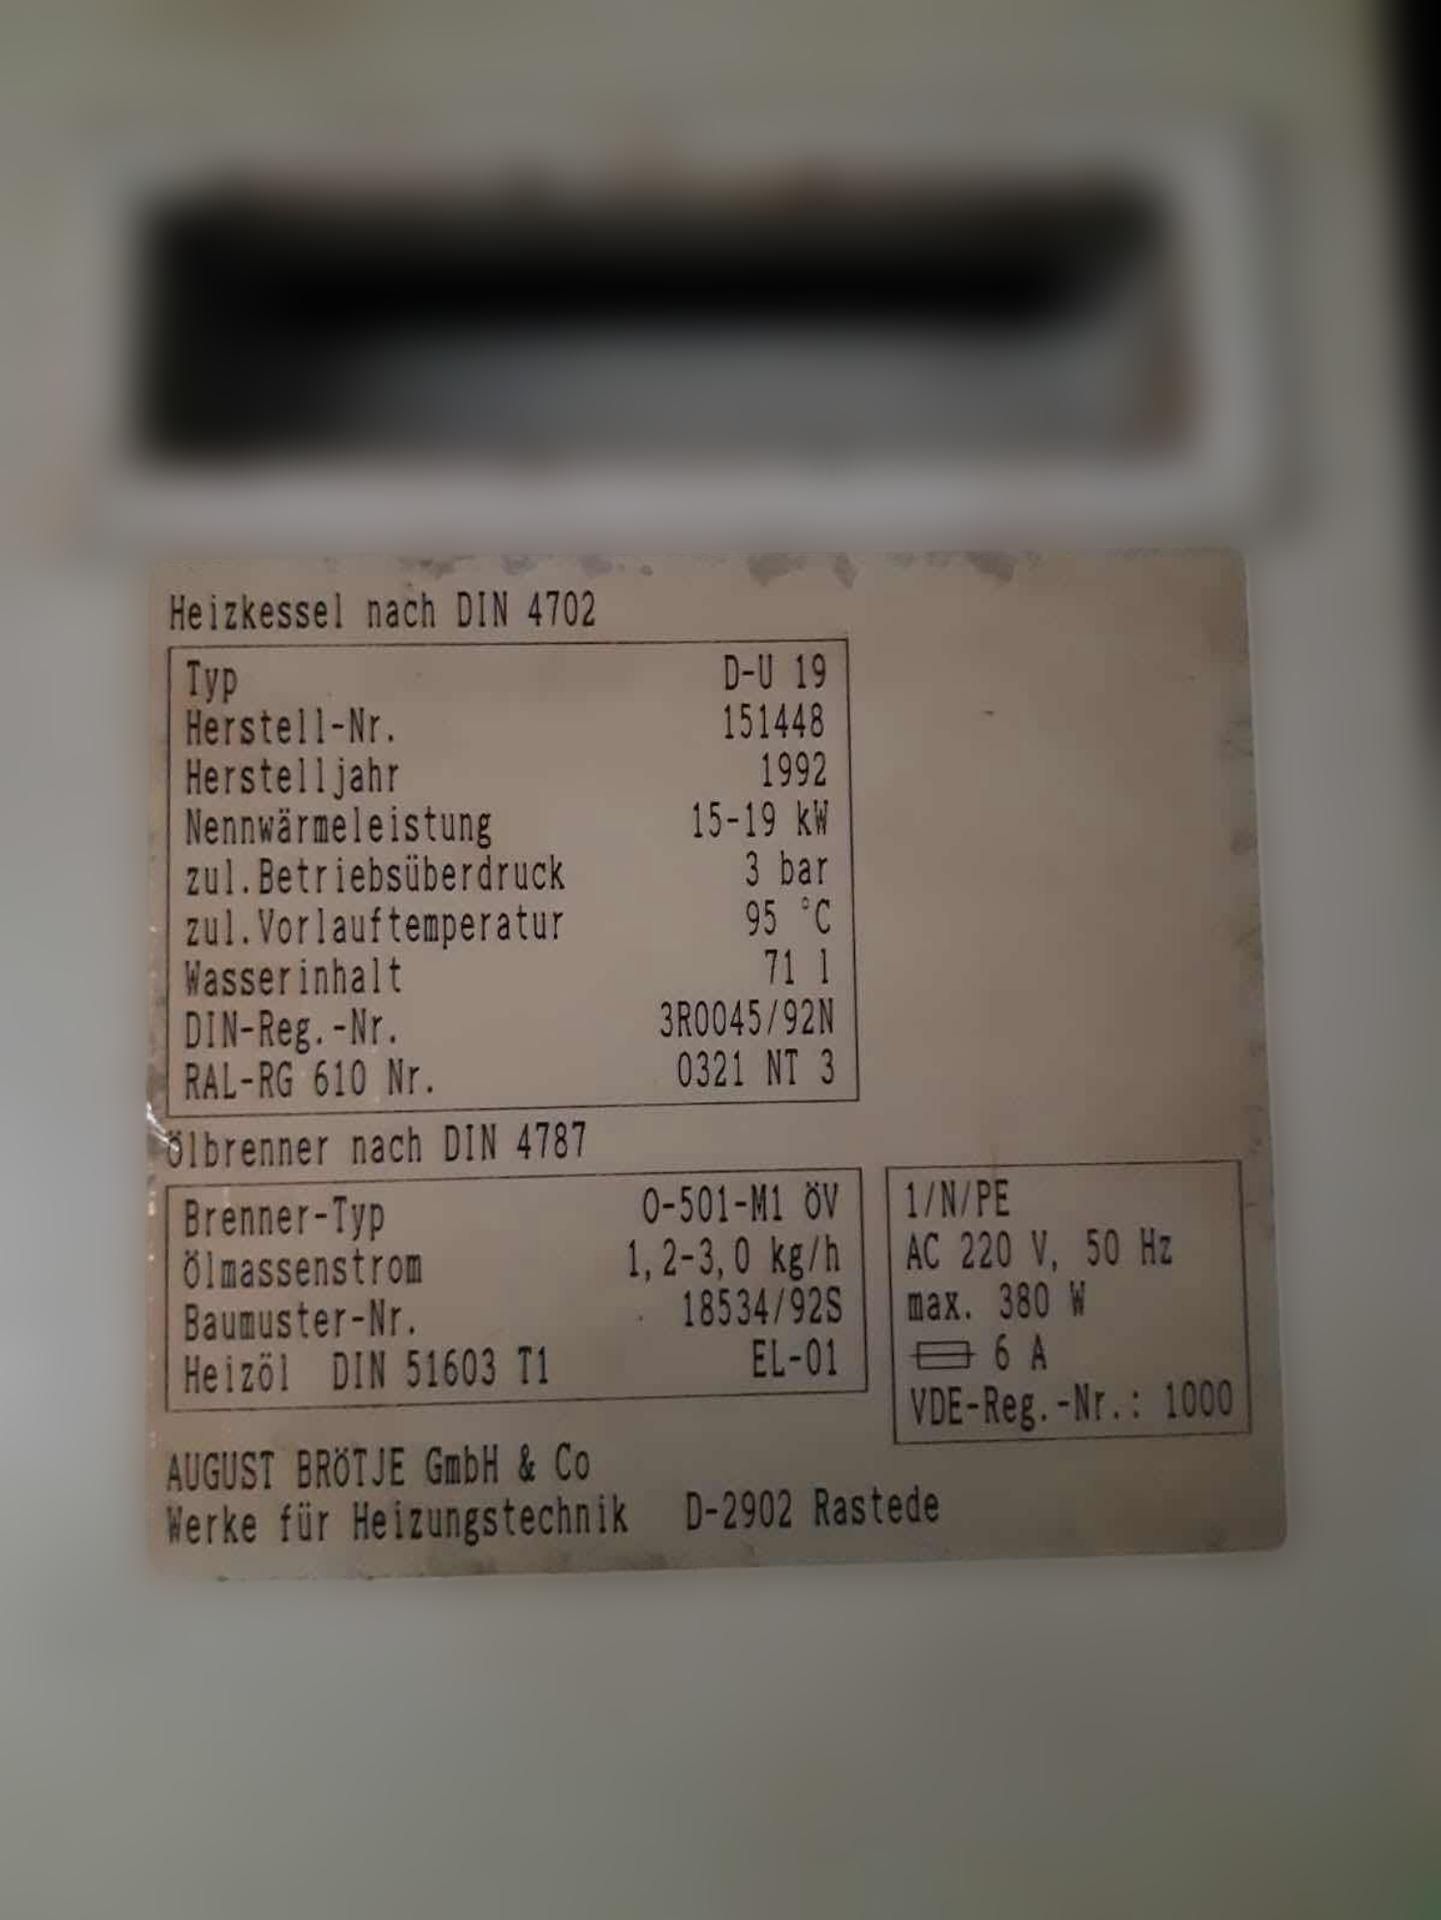 Heizkessel nach DIN 4702
Typ D-U 19
Herstell-Nr. 151448
Herstelljahr 1992
Nennwärmeleistung 15-19 kW
zul.Betriebsüberdruck 3 bar
zul.Vorlauftemperatur 95 °C
Wasserinhalt 71 l
DIN-Reg.-Nr. 3R0045/92N
RAL-RG 610 Nr. 0321 NT 3
ölbrenner nach DIN 4787
Brenner-Typ O-501-M1 öV
ölmassenstrom 1,2-3,0 kg/h
Baumuster-Nr. 18534/92S
Heizöl DIN 51603 T1 EL-01
1/N/PE
AC 220 V, 50 Hz
max. 380 W
6 A
VDE-Reg.-Nr.: 1000
AUGUST BRöTJE GmbH & Co
Werke für Heizungstechnik D-2902 Rastede